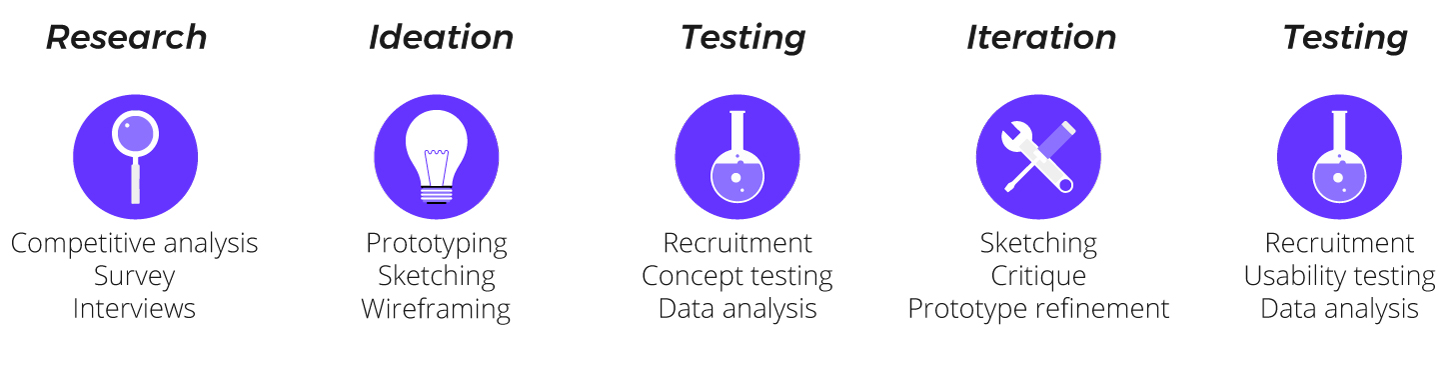 Research
Competitive analysis
Survey
Interviews
Ideation
Prototyping
Sketching
Wireframing
Testing
Recruitment
Concept testing
Data analysis
Iteration
Sketching
Critique
Prototype refinement
Testing
Recruitment
Usability testing
Data analysis